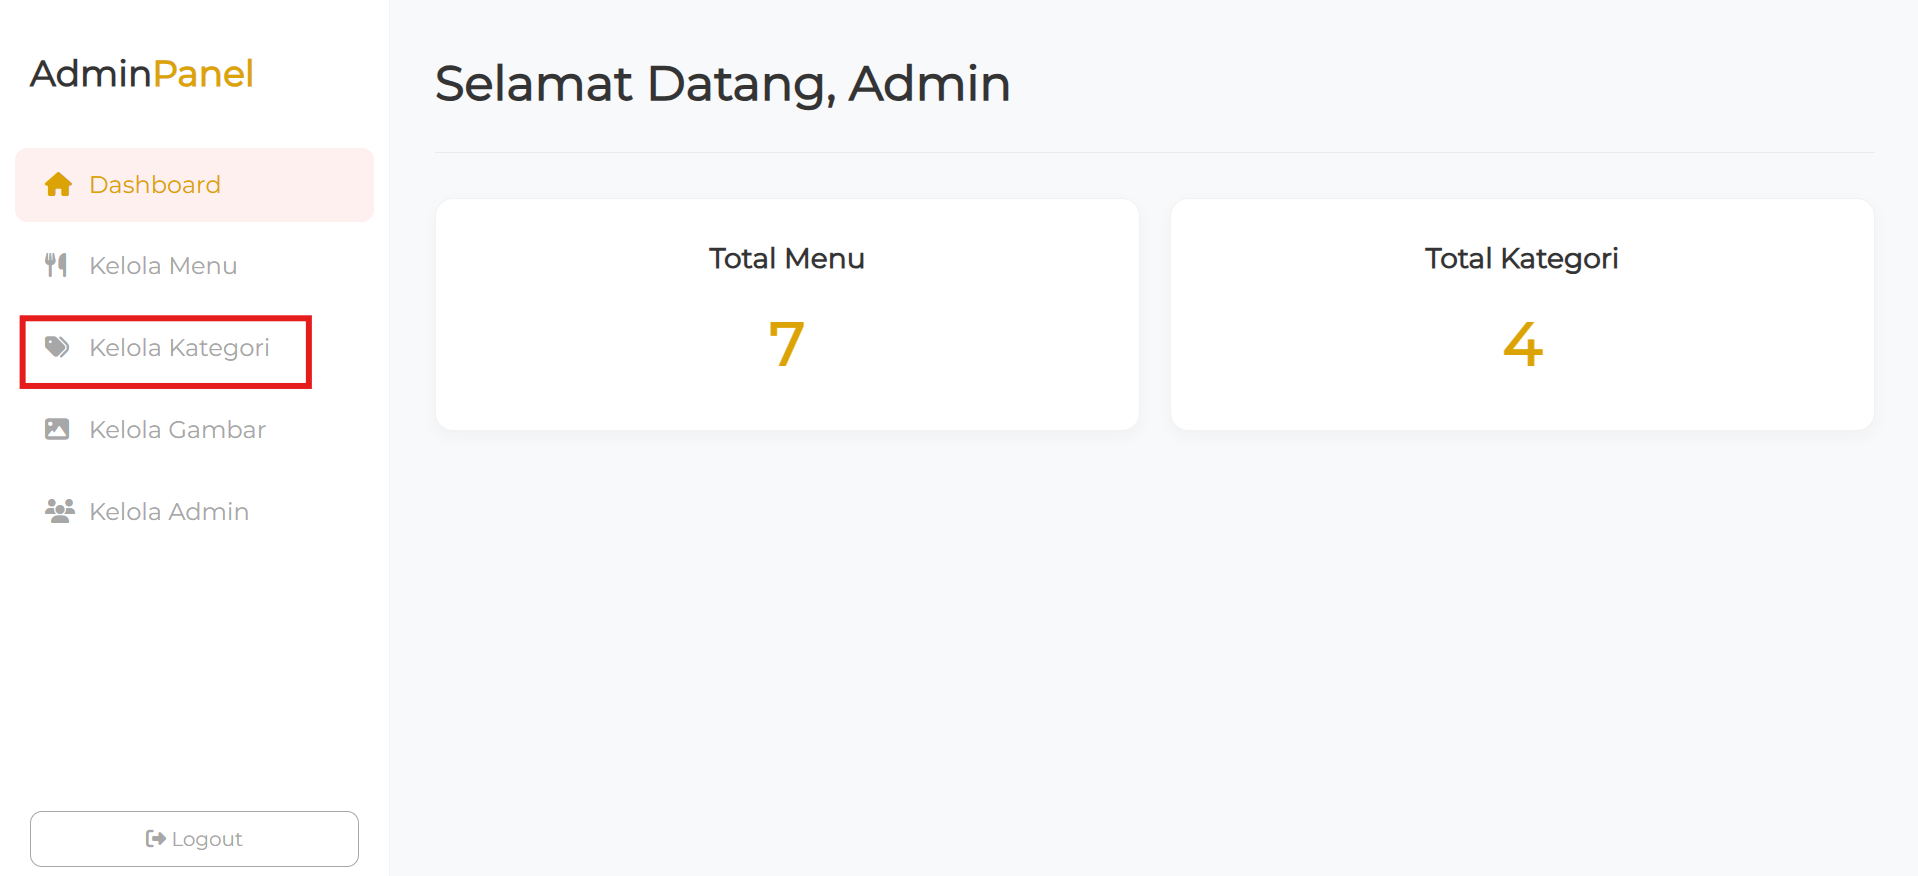 AdminPanel
Dashboard
Kelola Menu
Kelola Kategori
Kelola Gambar
Kelola Admin
Logout
Selamat Datang, Admin
Total Menu
7
Total Kategori
4